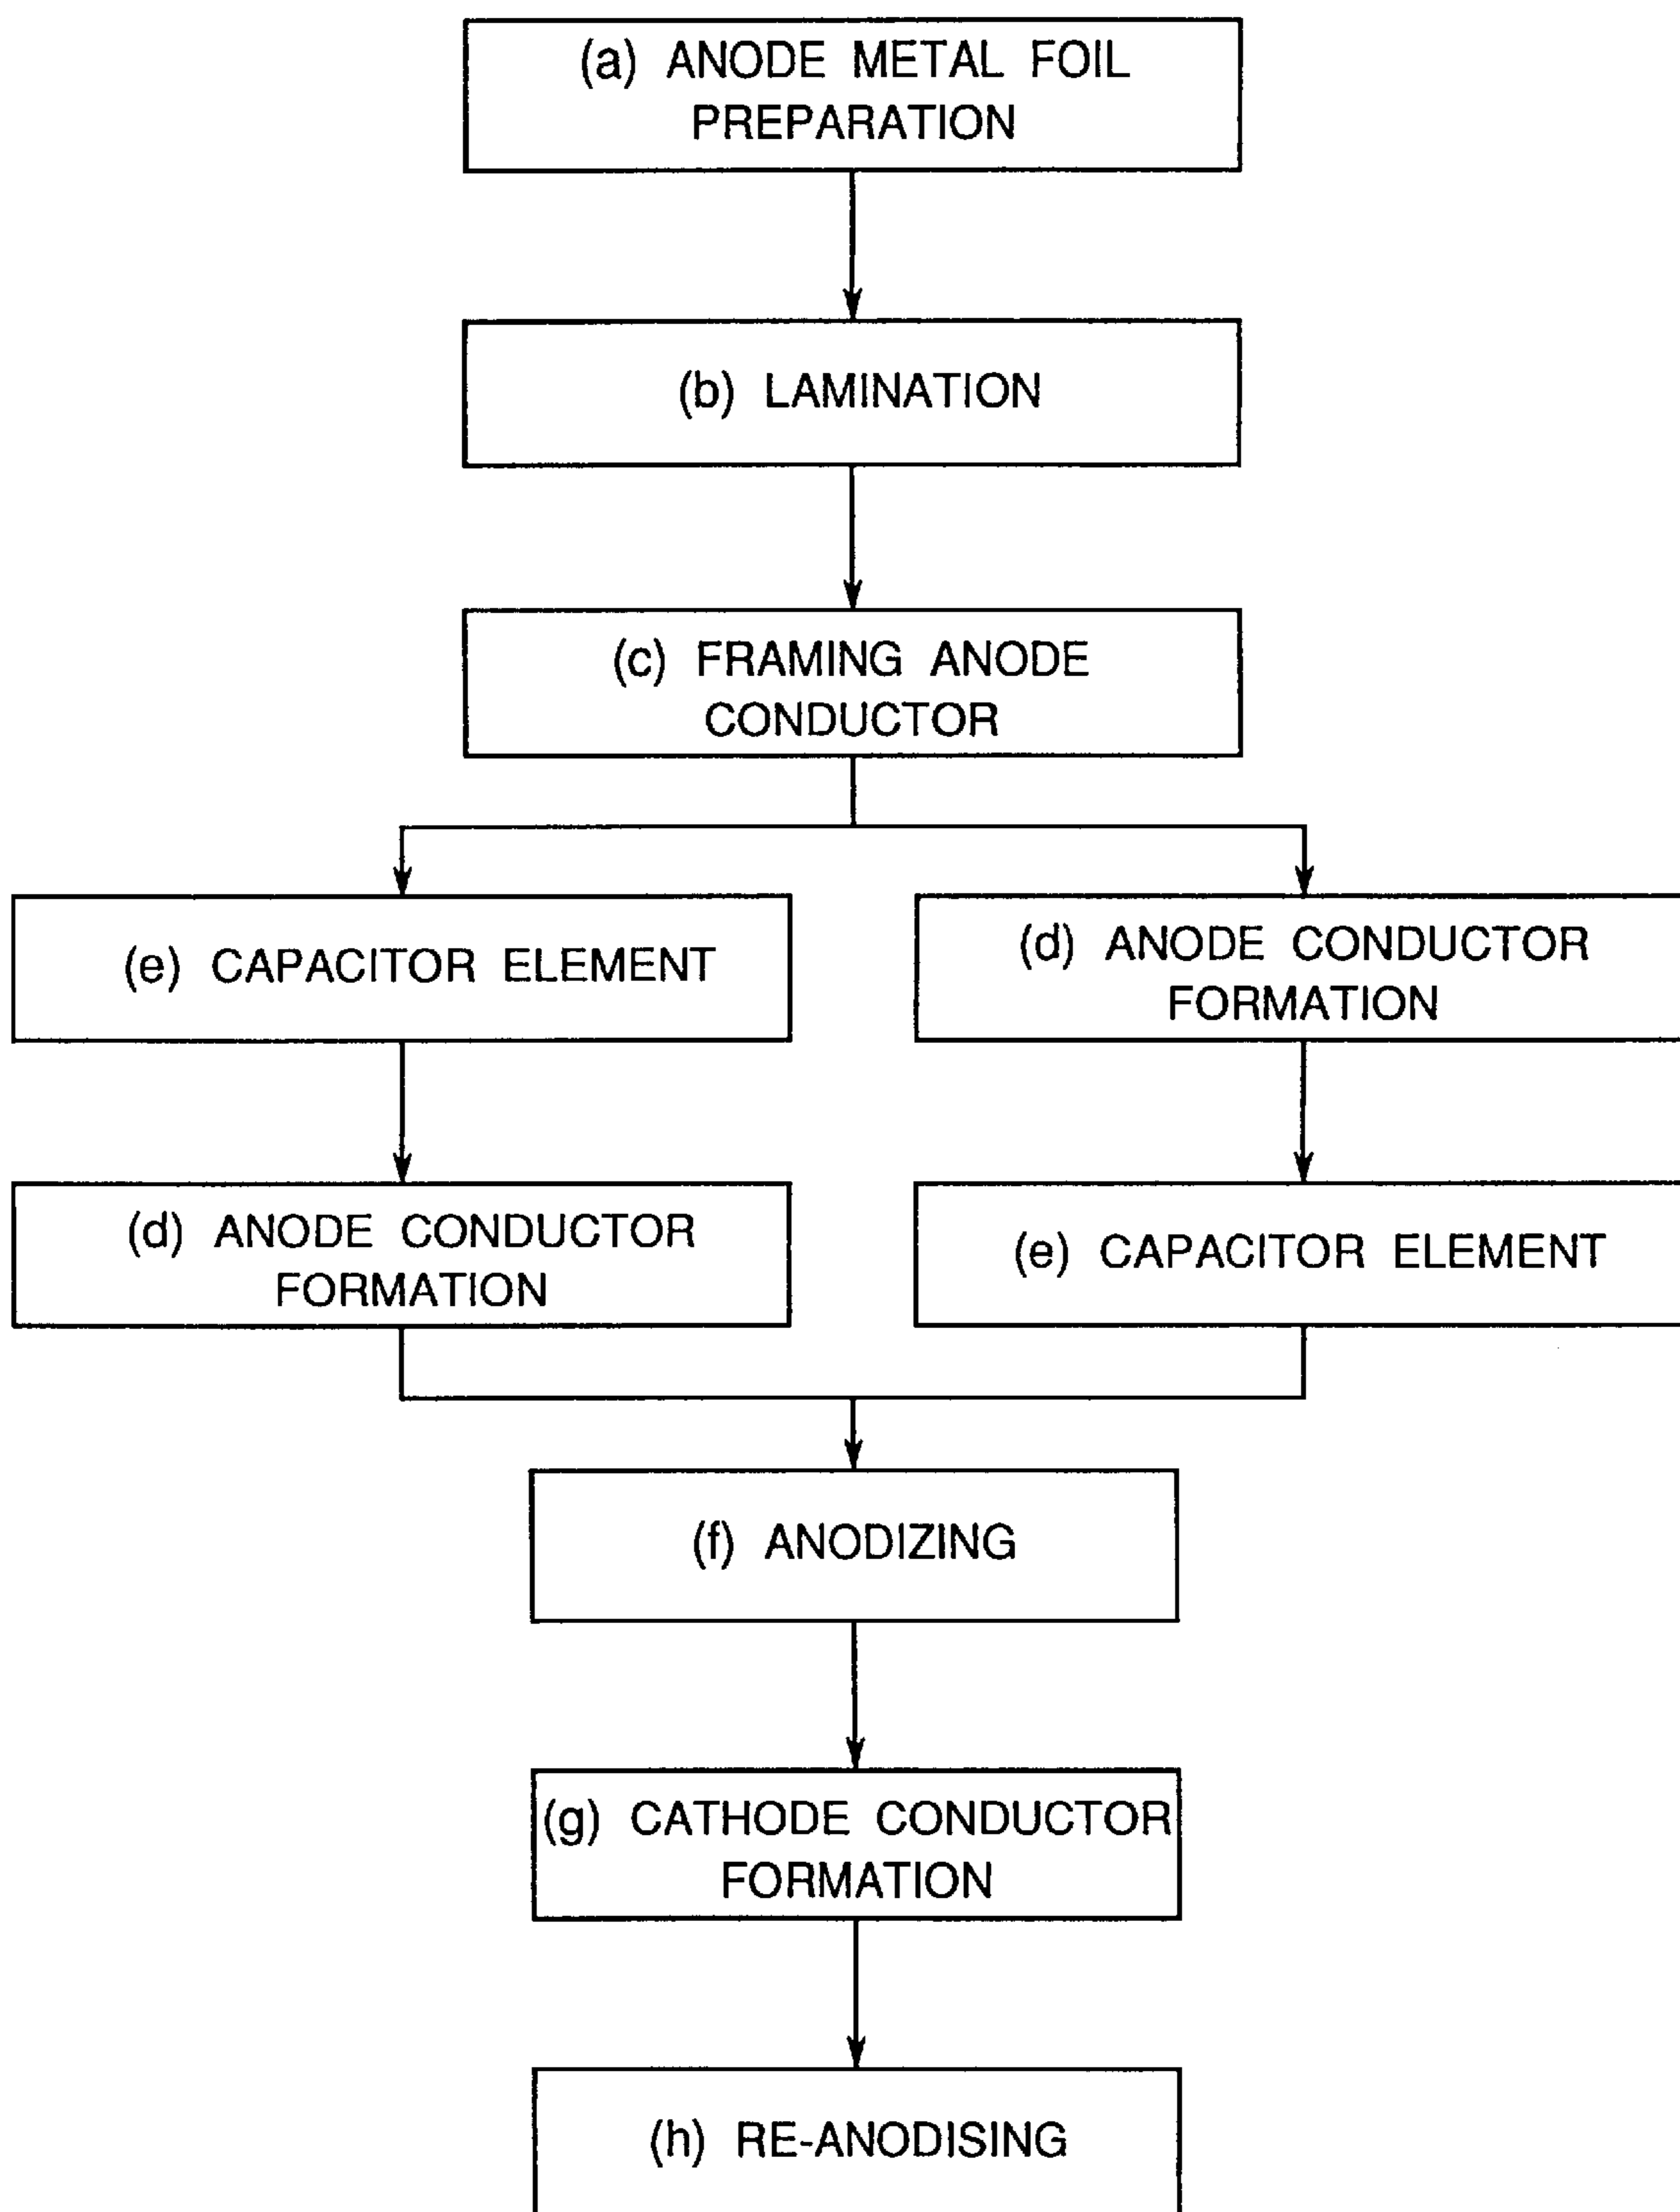 (a) ANODE METAL FOIL
PREPARATION
(b) LAMINATION
(c) FRAMING ANODE
CONDUCTOR
(e) CAPACITOR ELEMENT
(d) ANODE CONDUCTOR
FORMATION
(d) ANODE CONDUCTOR
FORMATION
(e) CAPACITOR ELEMENT
(f) ANODIZING
(g) CATHODE CONDUCTOR
FORMATION
(h) RE-ANODISING